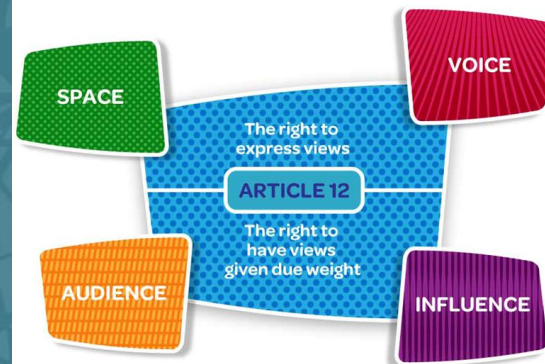 SPACE
VOICE
The right to
express views
ARTICLE 12
The right to
have views
given due weight
AUDIENCE
INFLUENCE